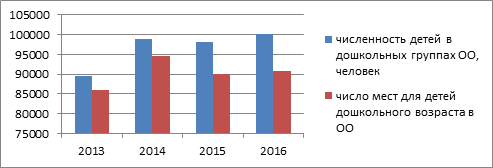 105000
100000
95000
90000
85000
80000
75000
2013 2014 2015 2016
численность детей в
дошкольных группах ОО,
человек
число мест для детей
дошкольного возраста в
ОО